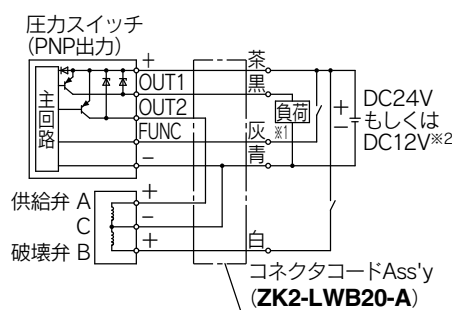 圧力スイッチ
(PNP出力)
主回路
+
OUT1
OUT2
FUNC
−
茶
黒
負荷
※1
灰
青
+
−
DC24V
もしくは
DC12V※2
供給弁 A
C
破壊弁 B
+
−
+
白
コネクタコードAss'y
(ZK2-LWB20-A)